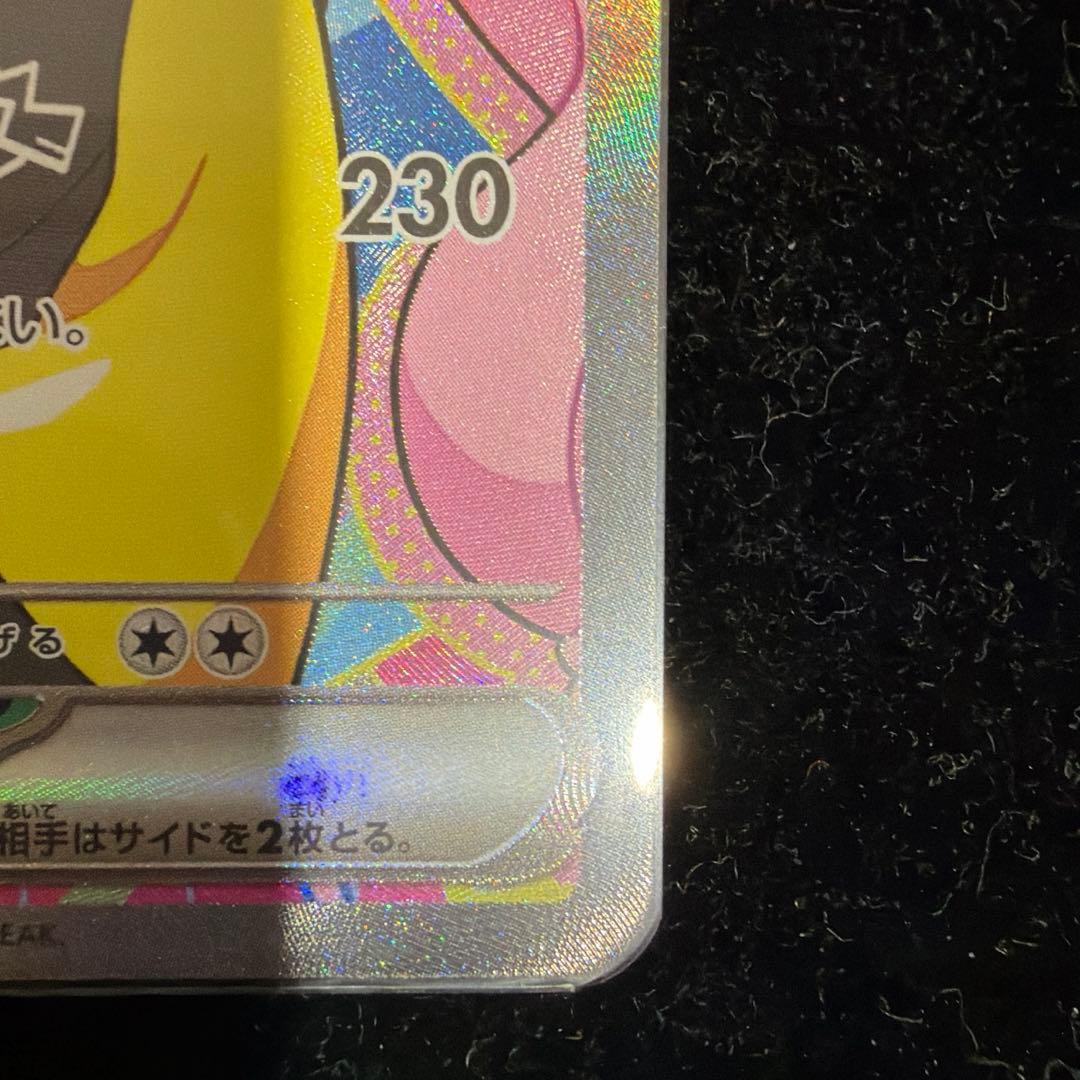 230
い。
げる
あいて まい
相手はサイドを2枚とる。
EAK.